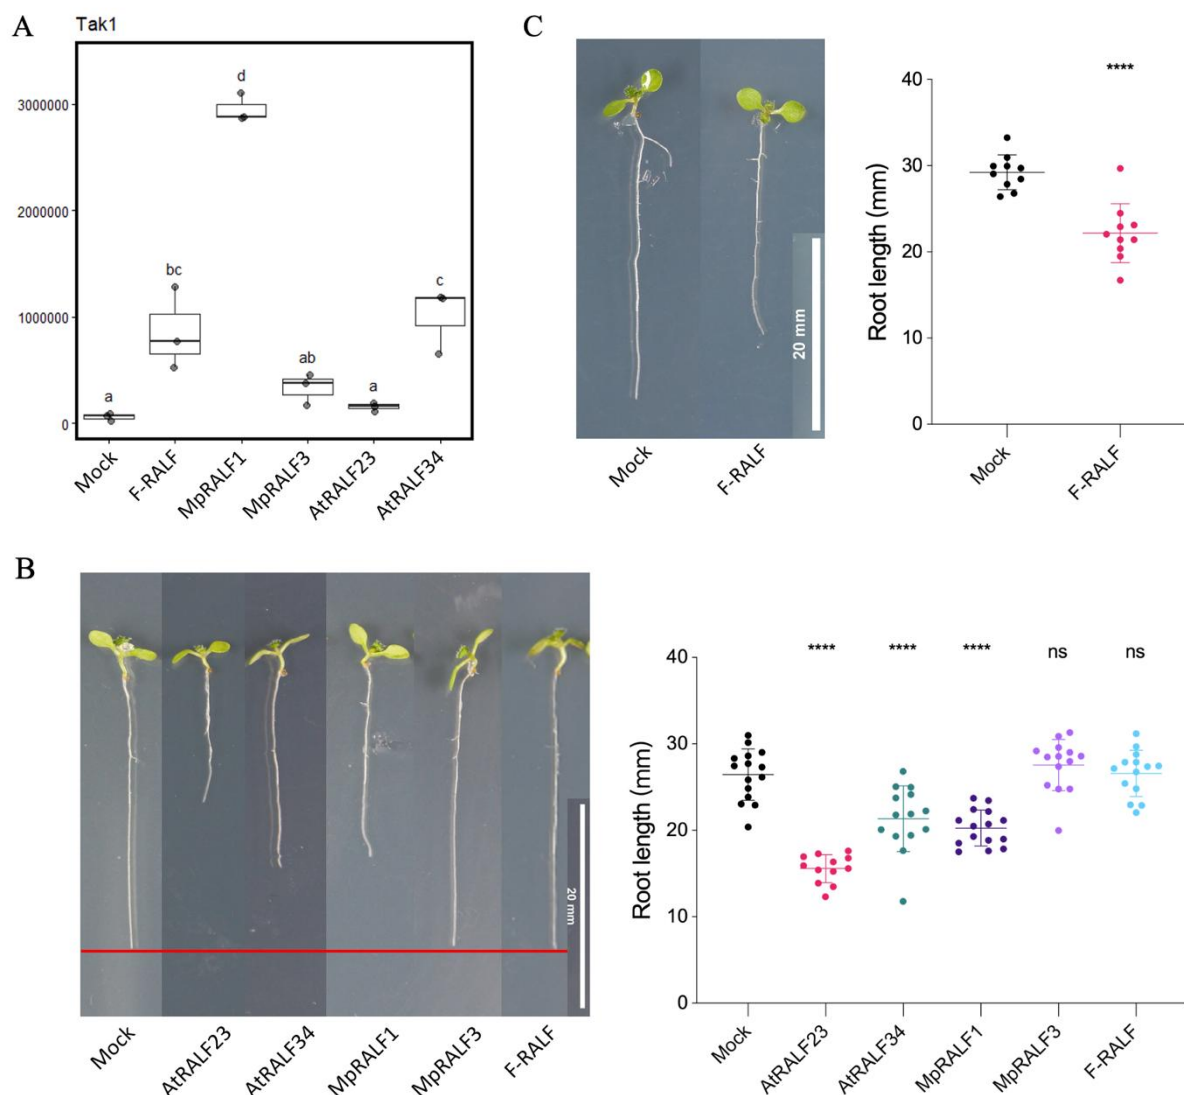 A
Tak1
3000000
2000000
1000000
0
a
bc
d
ab
a
c
Mock
F-RALF
MpRALF1
MpRALF3
AtRALF23
AtRALF34
C
20 mm
Mock
F-RALF
Root length (mm)
40
30
20
10
0
****
Mock
F-RALF
B
20 mm
Mock
AtRALF23
AtRALF34
MpRALF1
MpRALF3
F-RALF
Root length (mm)
40
30
20
10
0
****
****
****
ns
ns
Mock
AtRALF23
AtRALF34
MpRALF1
MpRALF3
F-RALF